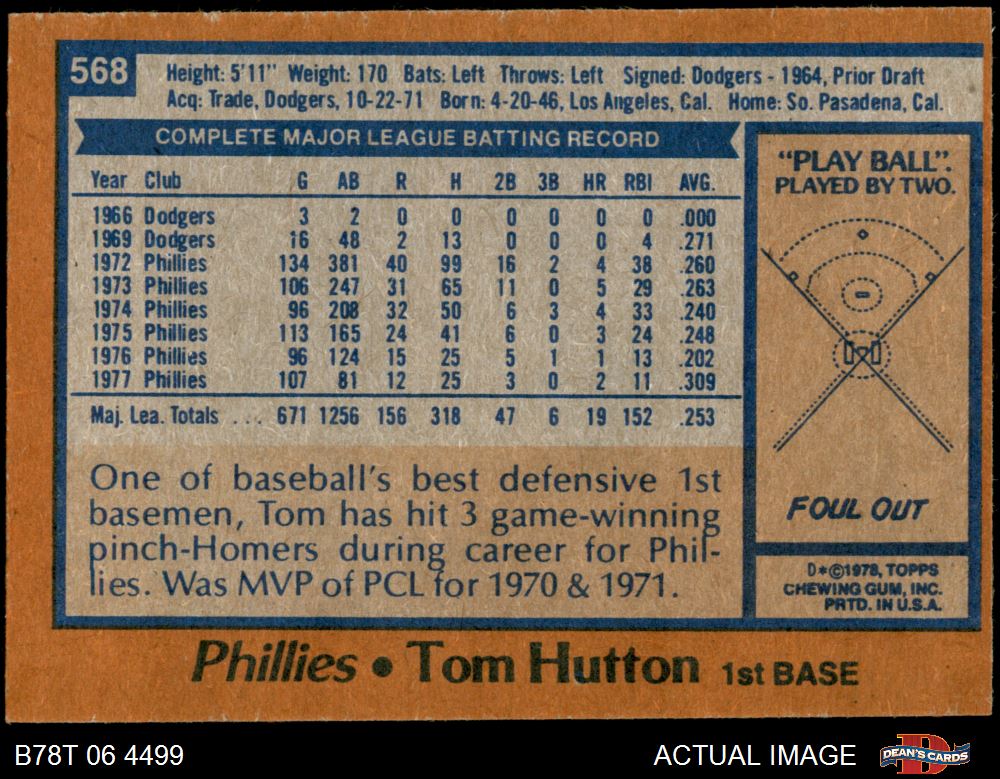 568
Height: 5'11" Weight: 170 Bats: Left Throws: Left Signed: Dodgers - 1964, Prior Draft
Acq: Trade, Dodgers, 10-22-71 Born: 4-20-46, Los Angeles, Cal. Home: So. Pasadena, Cal.
COMPLETE MAJOR LEAGUE BATTING RECORD
Year Club G AB R H 2B 3B HR RBI AVG.
1966 Dodgers 3 2 0 0 0 0 0 0 .000
1969 Dodgers 16 48 2 13 0 0 0 4 .271
1972 Phillies 134 381 40 99 16 2 4 38 .260
1973 Phillies 106 247 31 65 11 0 5 29 .263
1974 Phillies 96 208 32 50 6 3 4 33 .240
1975 Phillies 113 165 24 41 6 0 3 24 .248
1976 Phillies 96 124 15 25 5 1 1 13 .202
1977 Phillies 107 81 12 25 3 0 2 11 .309
Maj. Lea. Totals . . . 671 1256 156 318 47 6 19 152 .253
One of baseball's best defensive 1st
basemen, Tom has hit 3 game-winning
pinch-Homers during career for Phil-
lies. Was MVP of PCL for 1970 & 1971.
"PLAY BALL".
PLAYED BY TWO.
FOUL OUT
D*©1978, TOPPS
CHEWING GUM, INC.
PRTD. IN U.S.A.
Phillies • Tom Hutton 1st BASE
B78T 06 4499
ACTUAL IMAGE
DEAN'S CARDS